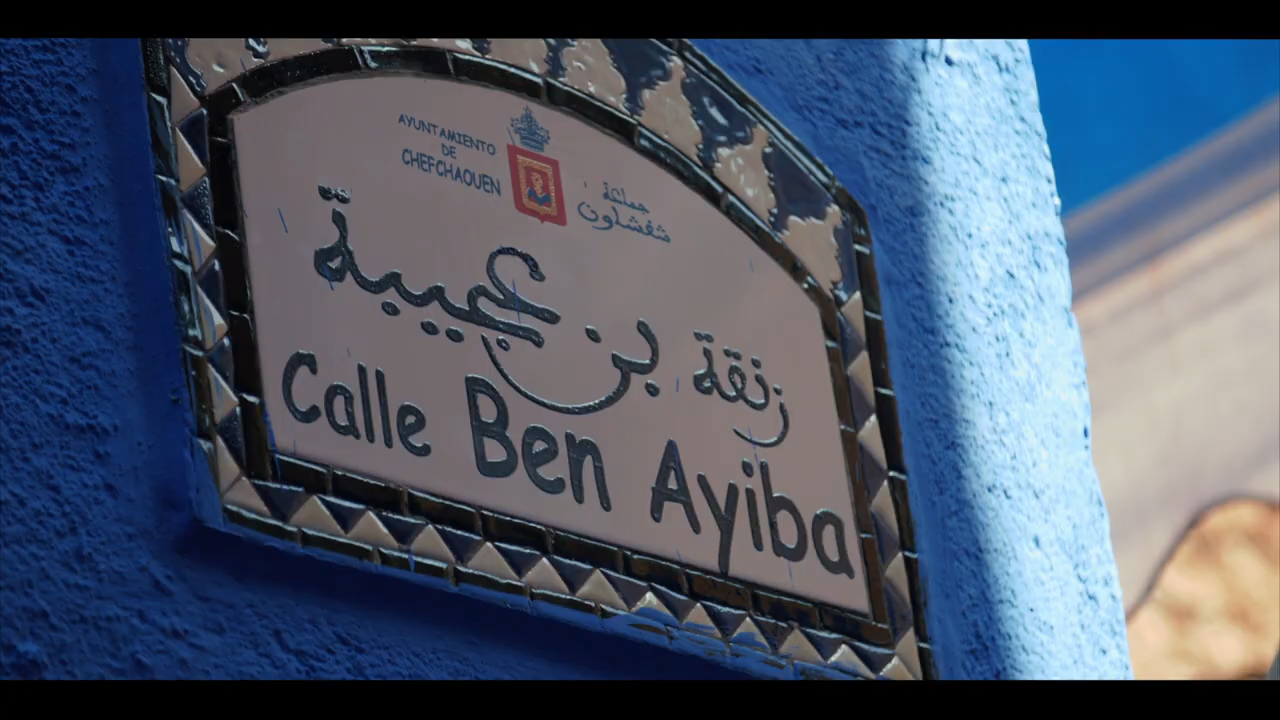 AYUNTAMIENTO
DE
CHEFCHAOUEN
جماعة
شفشاون
زنقة بن عجيبة
Calle Ben Ayiba